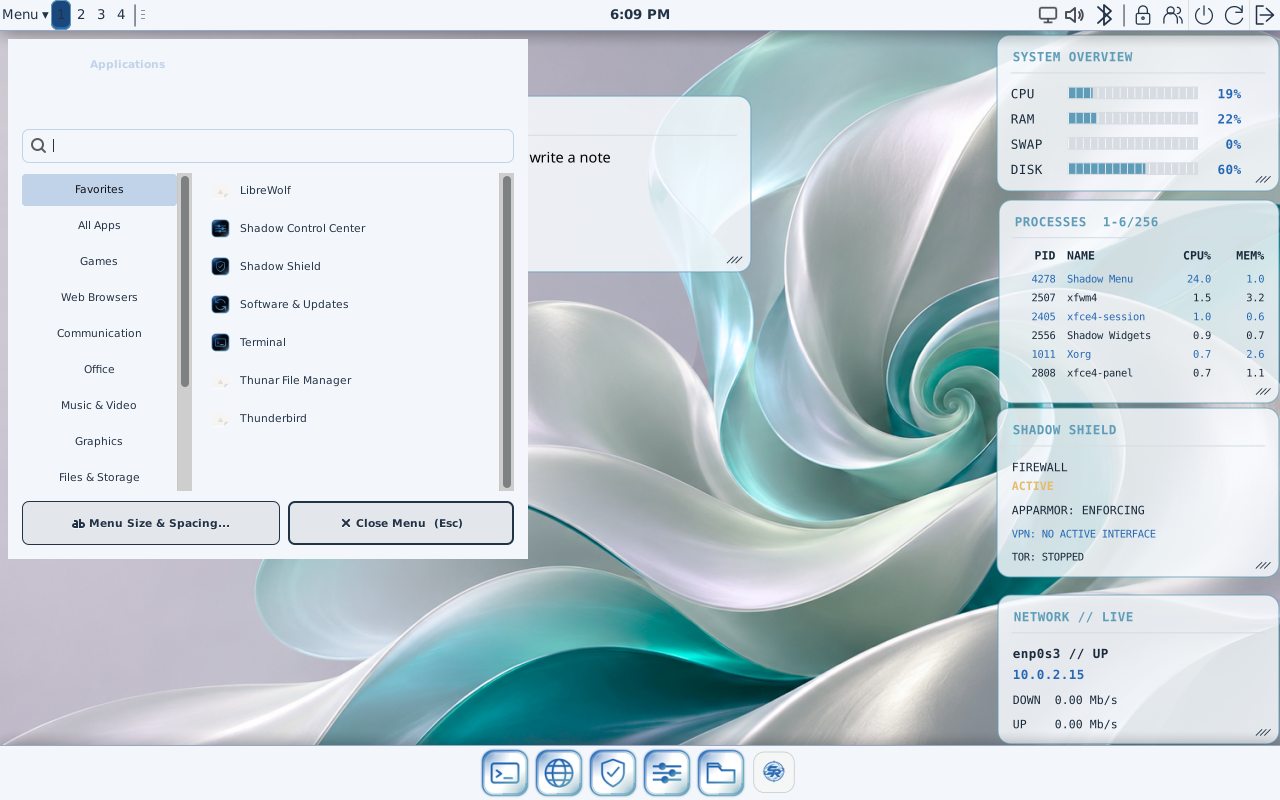 Menu ▾ 1 2 3 4
6:09 PM
Applications
Favorites
All Apps
Games
Web Browsers
Communication
Office
Music & Video
Graphics
Files & Storage
LibreWolf
Shadow Control Center
Shadow Shield
Software & Updates
Terminal
Thunar File Manager
Thunderbird
Menu Size & Spacing...
✕ Close Menu (Esc)
write a note
SYSTEM OVERVIEW
CPU 19%
RAM 22%
SWAP 0%
DISK 60%
PROCESSES 1-6/256
PID NAME CPU% MEM%
4278 Shadow Menu 24.0 1.0
2507 xfwm4 1.5 3.2
2405 xfce4-session 1.0 0.6
2556 Shadow Widgets 0.9 0.7
1011 Xorg 0.7 2.6
2808 xfce4-panel 0.7 1.1
SHADOW SHIELD
FIREWALL
ACTIVE
APPARMOR: ENFORCING
VPN: NO ACTIVE INTERFACE
TOR: STOPPED
NETWORK // LIVE
enp0s3 // UP
10.0.2.15
DOWN 0.00 Mb/s
UP 0.00 Mb/s